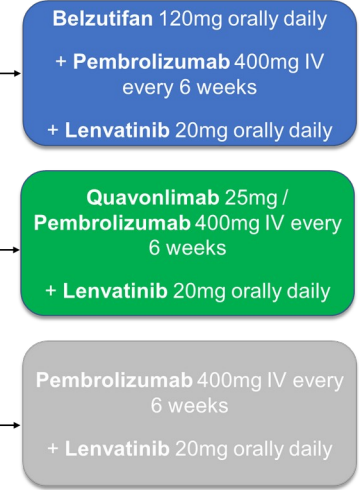 Belzutifan 120mg orally daily
+ Pembrolizumab 400mg IV
every 6 weeks
+ Lenvatinib 20mg orally daily
Quavonlimab 25mg /
Pembrolizumab 400mg IV every
6 weeks
+ Lenvatinib 20mg orally daily
Pembrolizumab 400mg IV every
6 weeks
+ Lenvatinib 20mg orally daily